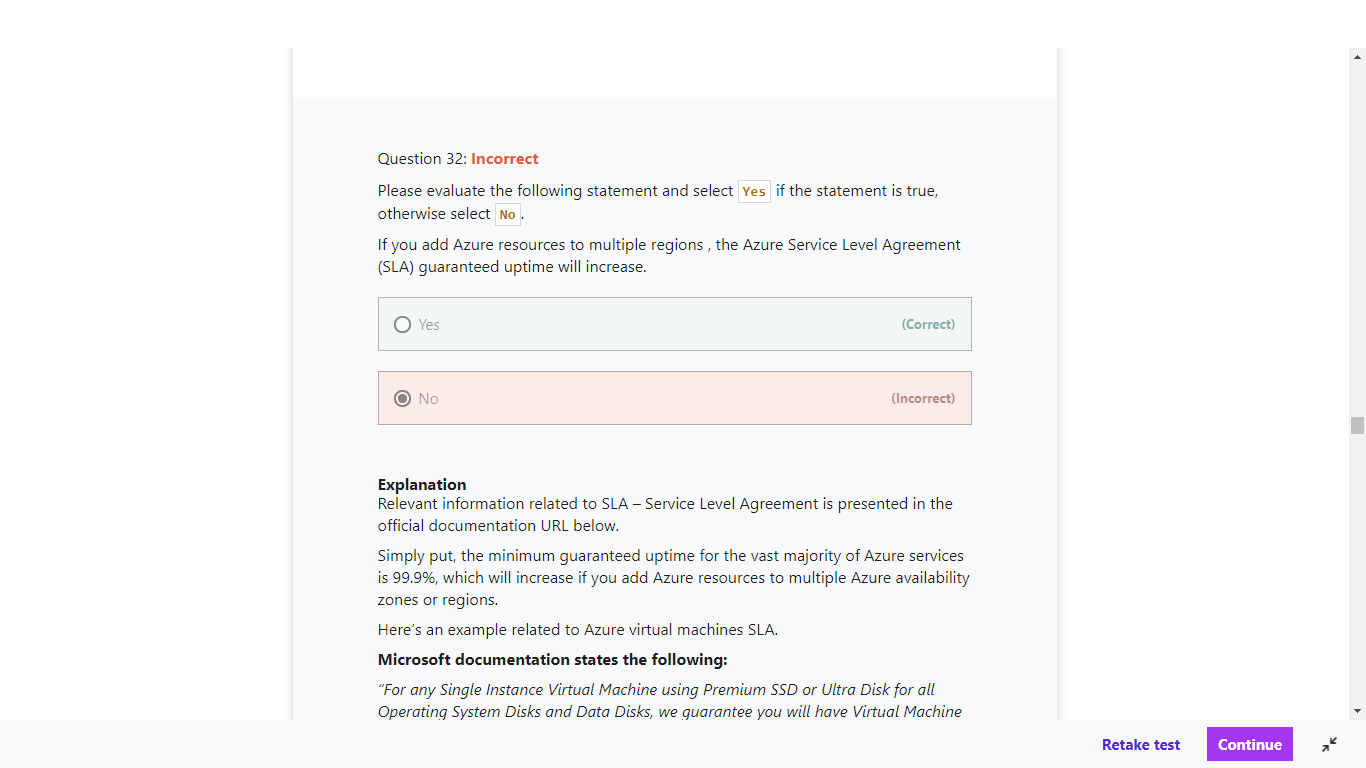 Question 32: Incorrect
Please evaluate the following statement and select Yes if the statement is true,
otherwise select No.
If you add Azure resources to multiple regions , the Azure Service Level Agreement
(SLA) guaranteed uptime will increase.
Yes (Correct)
No (Incorrect)
Explanation
Relevant information related to SLA – Service Level Agreement is presented in the
official documentation URL below.
Simply put, the minimum guaranteed uptime for the vast majority of Azure services
is 99.9%, which will increase if you add Azure resources to multiple Azure availability
zones or regions.
Here’s an example related to Azure virtual machines SLA.
Microsoft documentation states the following:
“For any Single Instance Virtual Machine using Premium SSD or Ultra Disk for all
Operating System Disks and Data Disks, we guarantee you will have Virtual Machine
Retake test Continue